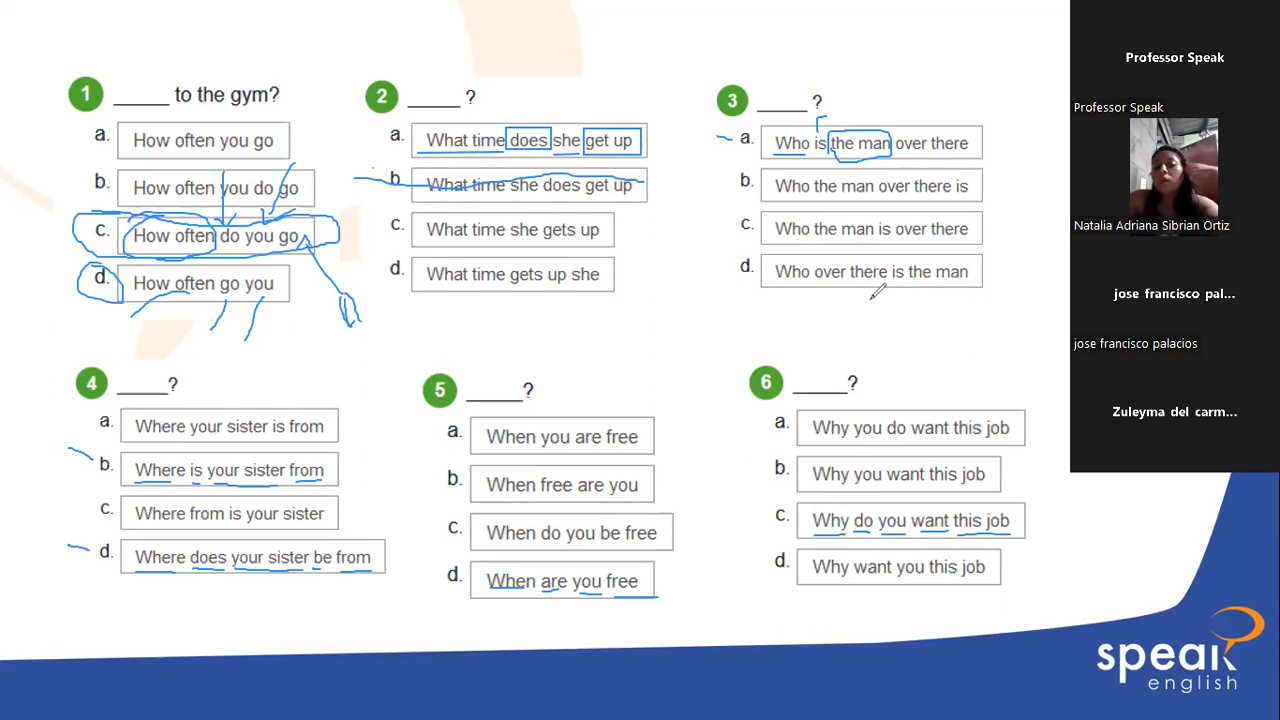 1 _____ to the gym?
a. How often you go
b. How often you do go
c. How often do you go
d. How often go you
2 _____ ?
a. What time does she get up
b. What time she does get up
c. What time she gets up
d. What time gets up she
3 _____ ?
a. Who is the man over there
b. Who the man over there is
c. Who the man is over there
d. Who over there is the man
4 _____?
a. Where your sister is from
b. Where is your sister from
c. Where from is your sister
d. Where does your sister be from
5 _____?
a. When you are free
b. When free are you
c. When do you be free
d. When are you free
6 _____?
a. Why you do want this job
b. Why you want this job
c. Why do you want this job
d. Why want you this job
speak
english
Professor Speak
Professor Speak
Natalia Adriana Sibrian Ortiz
jose francisco pal...
jose francisco palacios
Zuleyma del carm...